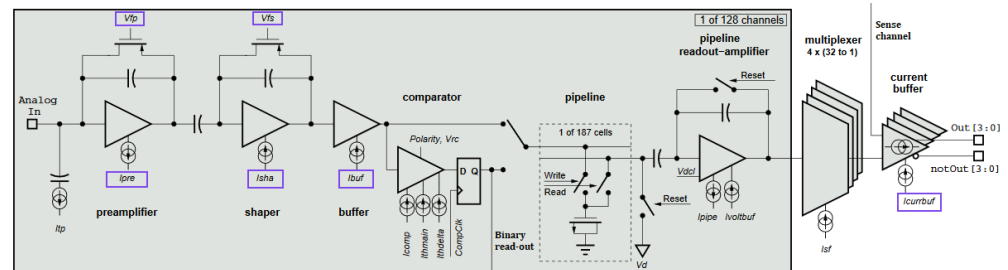 Vfp
Vfs
1 of 128 channels
Sense
channel
multiplexer
4 x (32 to 1)
pipeline
readout-amplifier
Reset
current
buffer
Analog
In
comparator
pipeline
1 of 187 cells
Out[3:0]
notOut[3:0]
Polarity, Vrc
Write
Read
D Q
Vdcl
Ipre
Isha
Ibuf
Itp
preamplifier
shaper
buffer
Icomp
Ithmain
Ithdelta
CompClk
Binary
read-out
Reset
Vd
Ipipe
Ivoltbuf
Isf
Icurrbuf